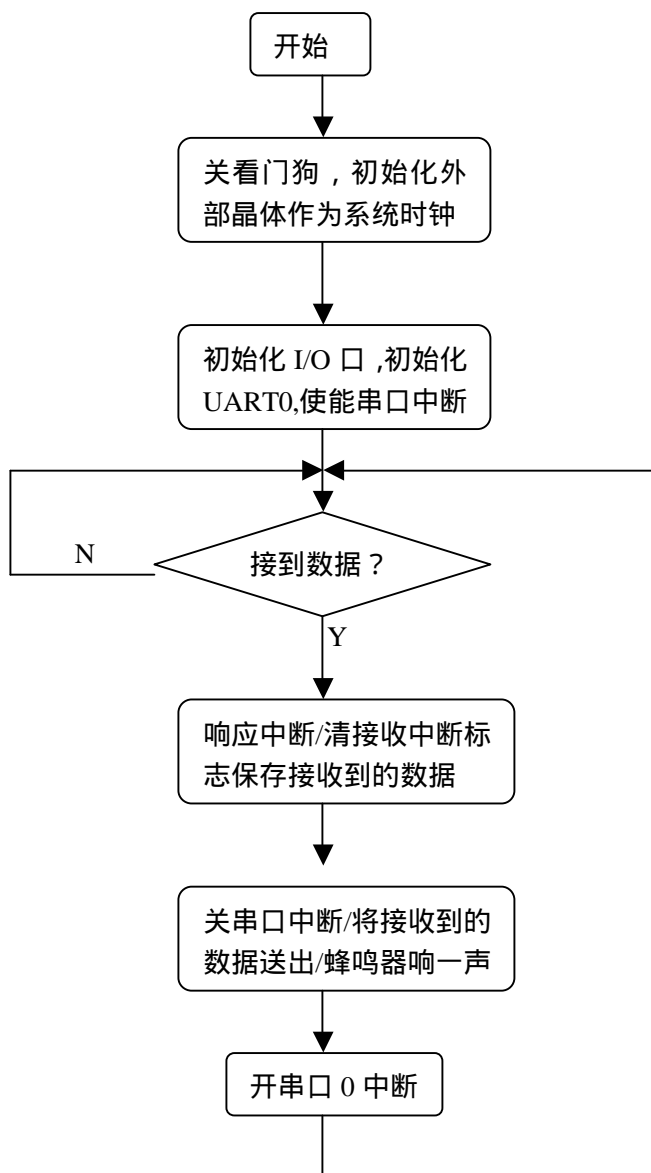 开始
关看门狗，初始化外
部晶体作为系统时钟
初始化 I/O 口 ,初始化
UART0,使能串口中断
N
接到数据？
Y
响应中断/清接收中断标
志保存接收到的数据
关串口中断/将接收到的
数据送出/蜂鸣器响一声
开串口 0 中断